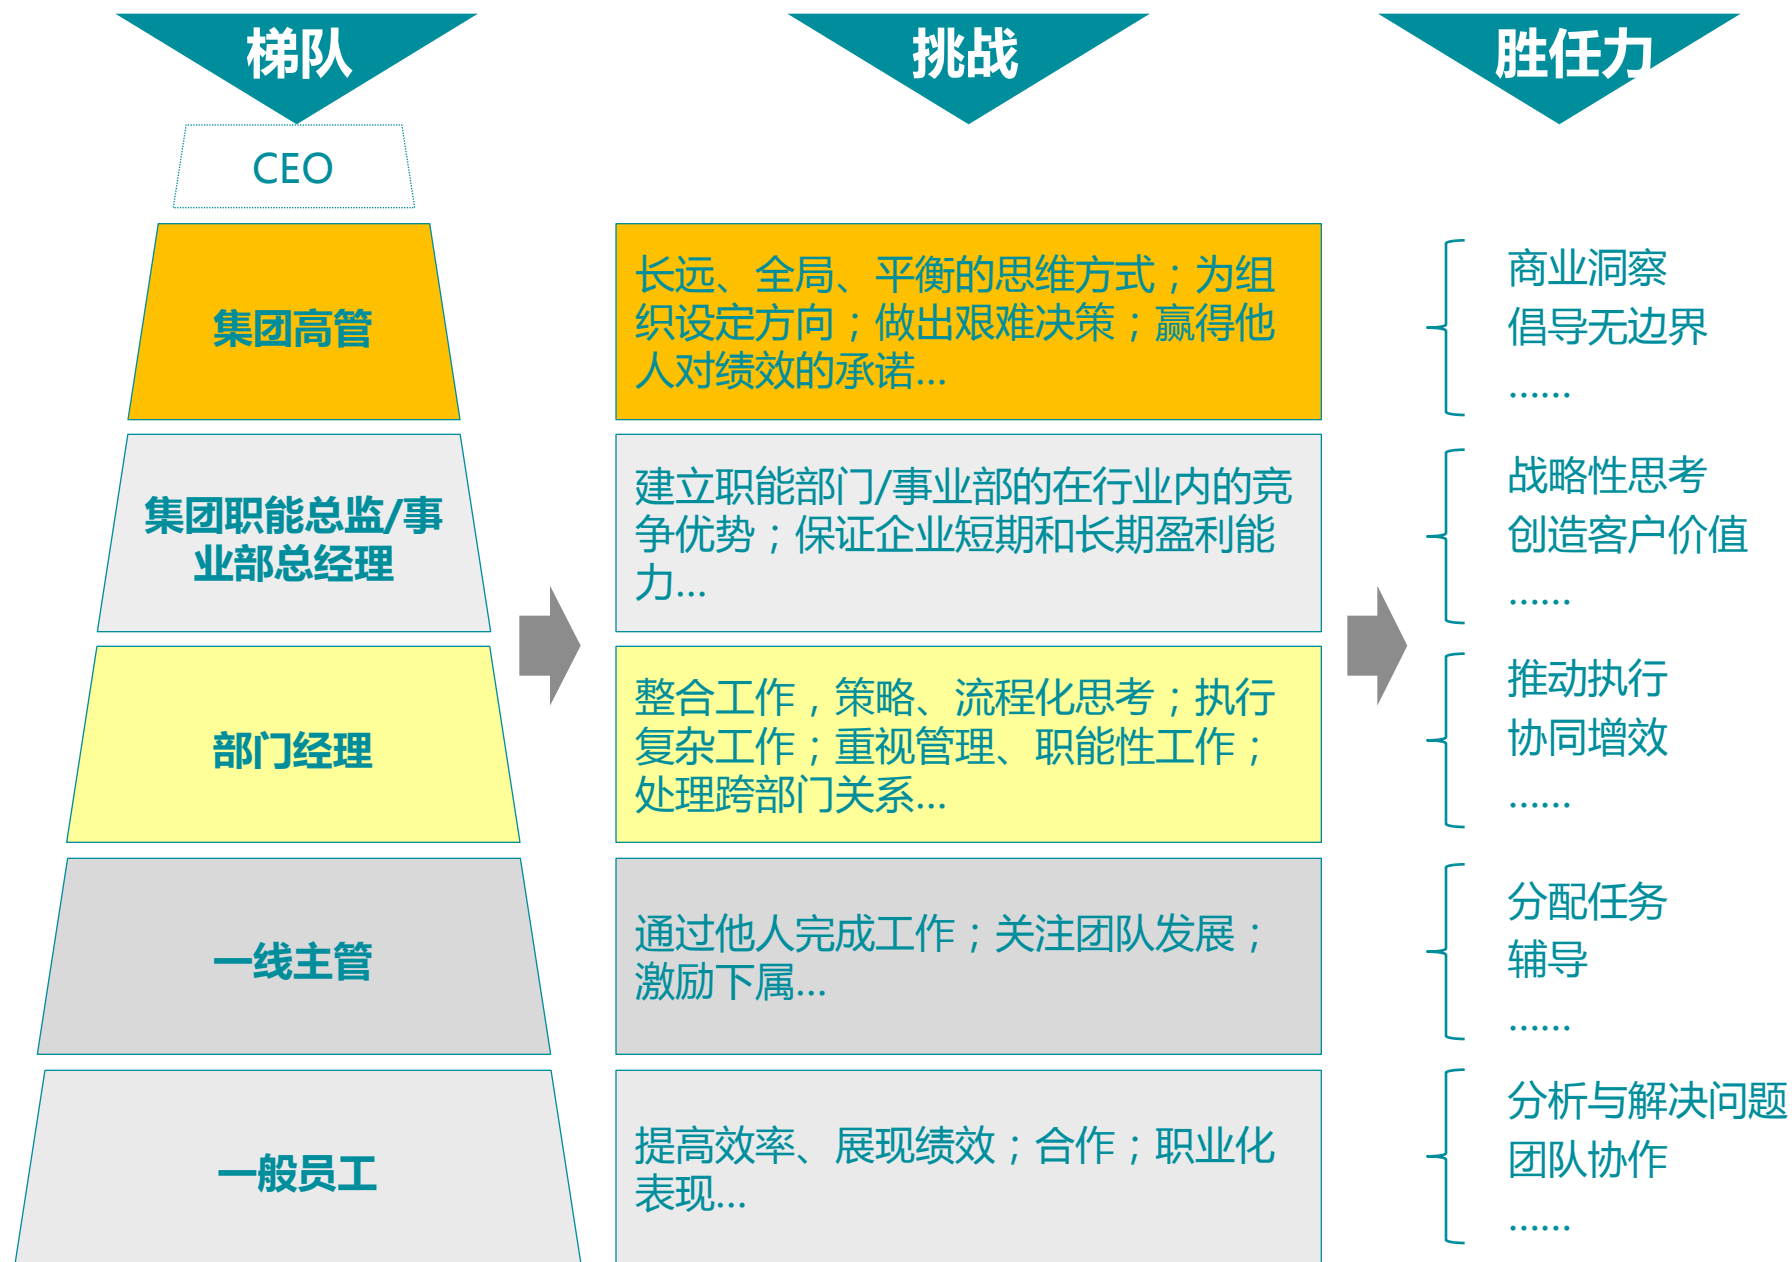 梯队
挑战
胜任力
CEO
集团高管
长远、全局、平衡的思维方式；为组
织设定方向；做出艰难决策；赢得他
人对绩效的承诺...
商业洞察
倡导无边界
……
集团职能总监/事
业部总经理
建立职能部门/事业部的在行业内的竞
争优势；保证企业短期和长期盈利能
力...
战略性思考
创造客户价值
……
部门经理
整合工作，策略、流程化思考；执行
复杂工作；重视管理、职能性工作；
处理跨部门关系...
推动执行
协同增效
……
一线主管
通过他人完成工作；关注团队发展；
激励下属...
分配任务
辅导
……
一般员工
提高效率、展现绩效；合作；职业化
表现...
分析与解决问题
团队协作
……